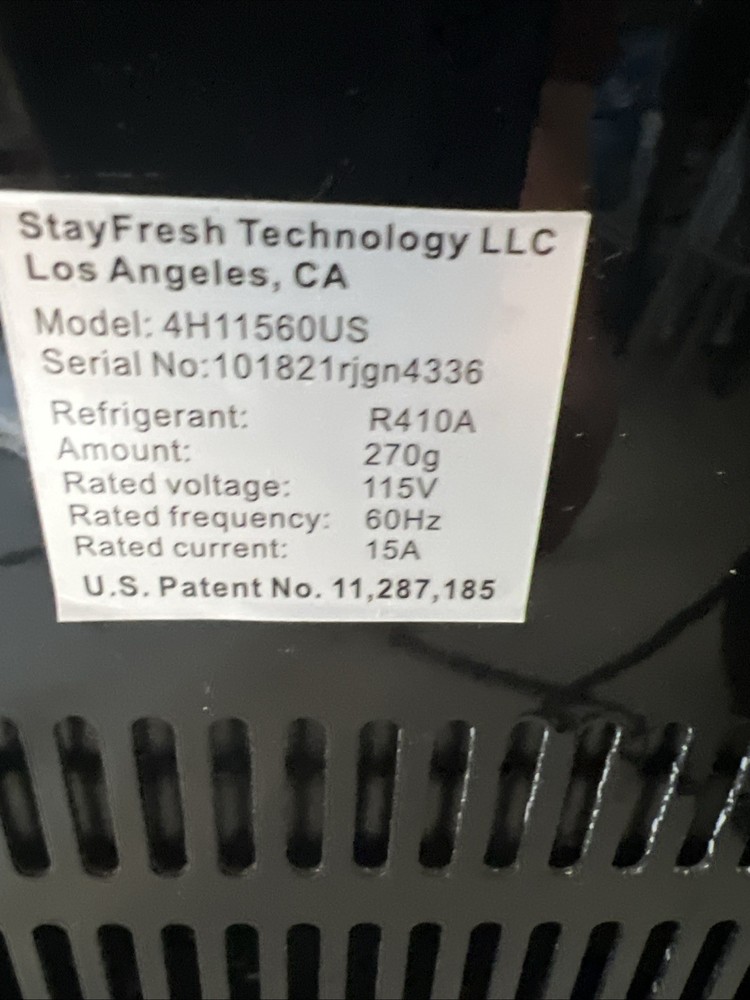 StayFresh Technology LLC
Los Angeles, CA
Model: 4H11560US
Serial No:101821rjgn4336
Refrigerant: R410A
Amount: 270g
Rated voltage: 115V
Rated frequency: 60Hz
Rated current: 15A
U.S. Patent No. 11,287,185